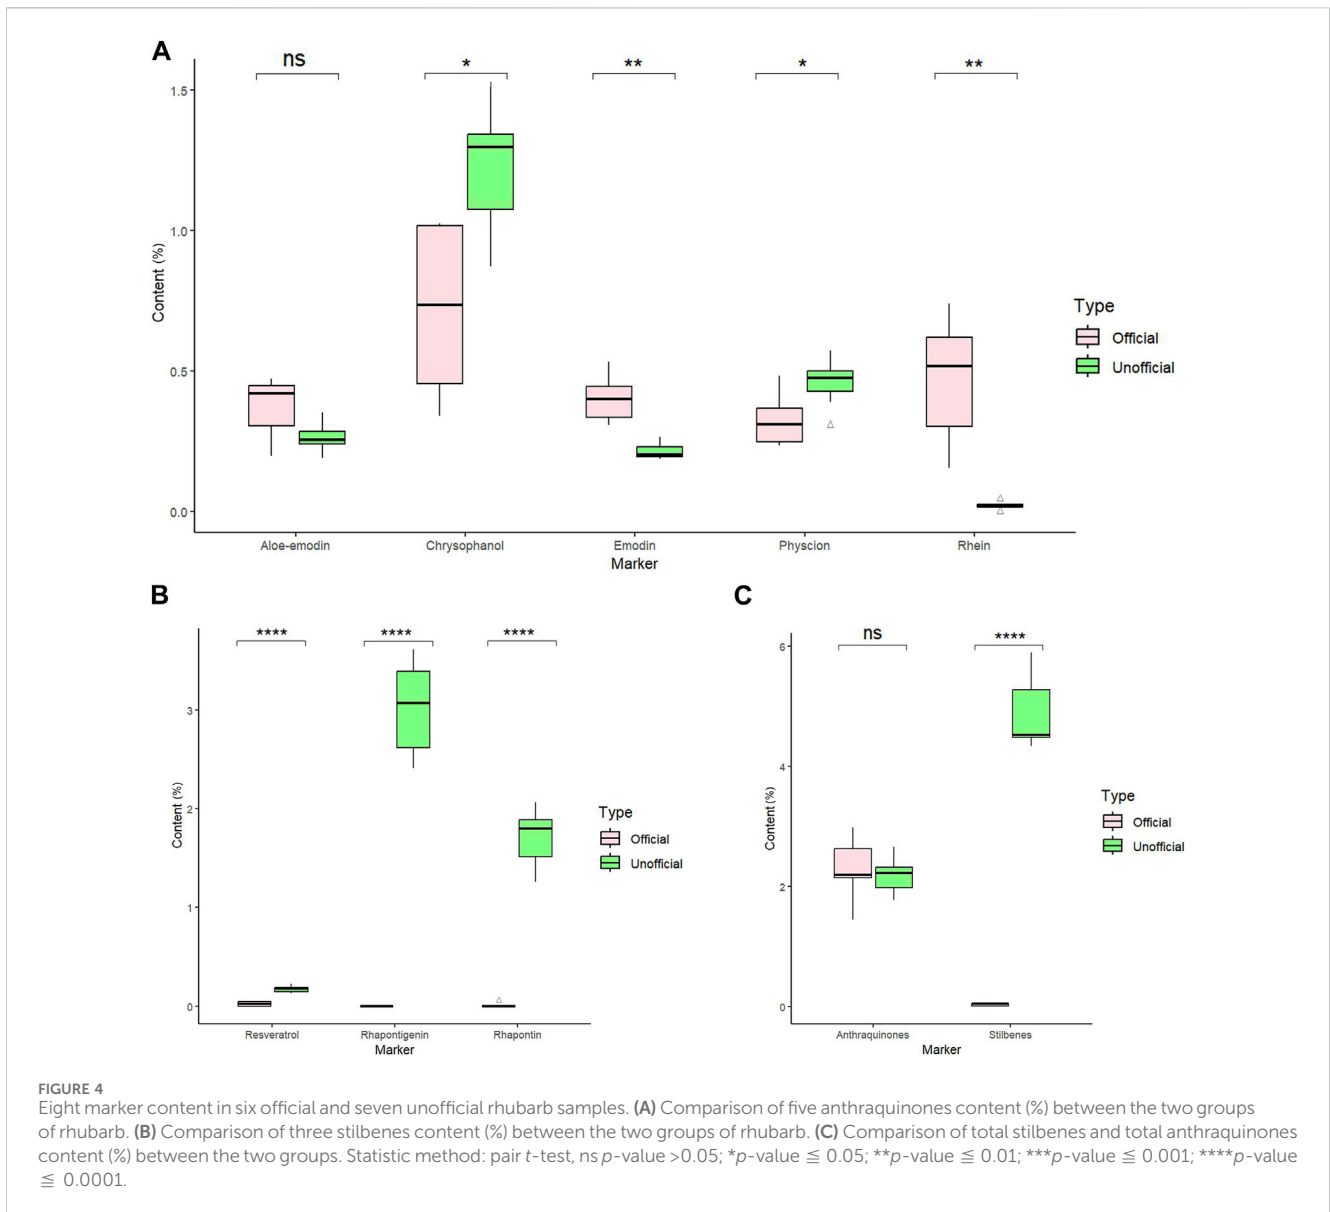 A
ns
*
**
*
**
1.5
1.0
0.5
0.0
Content (%)
Aloe-emodin
Chrysophanol
Emodin
Physcion
Rhein
Marker
Type
Official
Unofficial
B
****
****
****
3
2
1
0
Content (%)
Resveratrol
Rhapontigenin
Rhapontin
Marker
Type
Official
Unofficial
C
ns
****
6
4
2
0
Content (%)
Anthraquinones
Stilbenes
Marker
Type
Official
Unofficial
FIGURE 4
Eight marker content in six official and seven unofficial rhubarb samples. (A) Comparison of five anthraquinones content (%) between the two groups
of rhubarb. (B) Comparison of three stilbenes content (%) between the two groups of rhubarb. (C) Comparison of total stilbenes and total anthraquinones
content (%) between the two groups. Statistic method: pair t-test, ns p-value >0.05; *p-value ≦ 0.05; **p-value ≦ 0.01; ***p-value ≦ 0.001; ****p-value
≦ 0.0001.